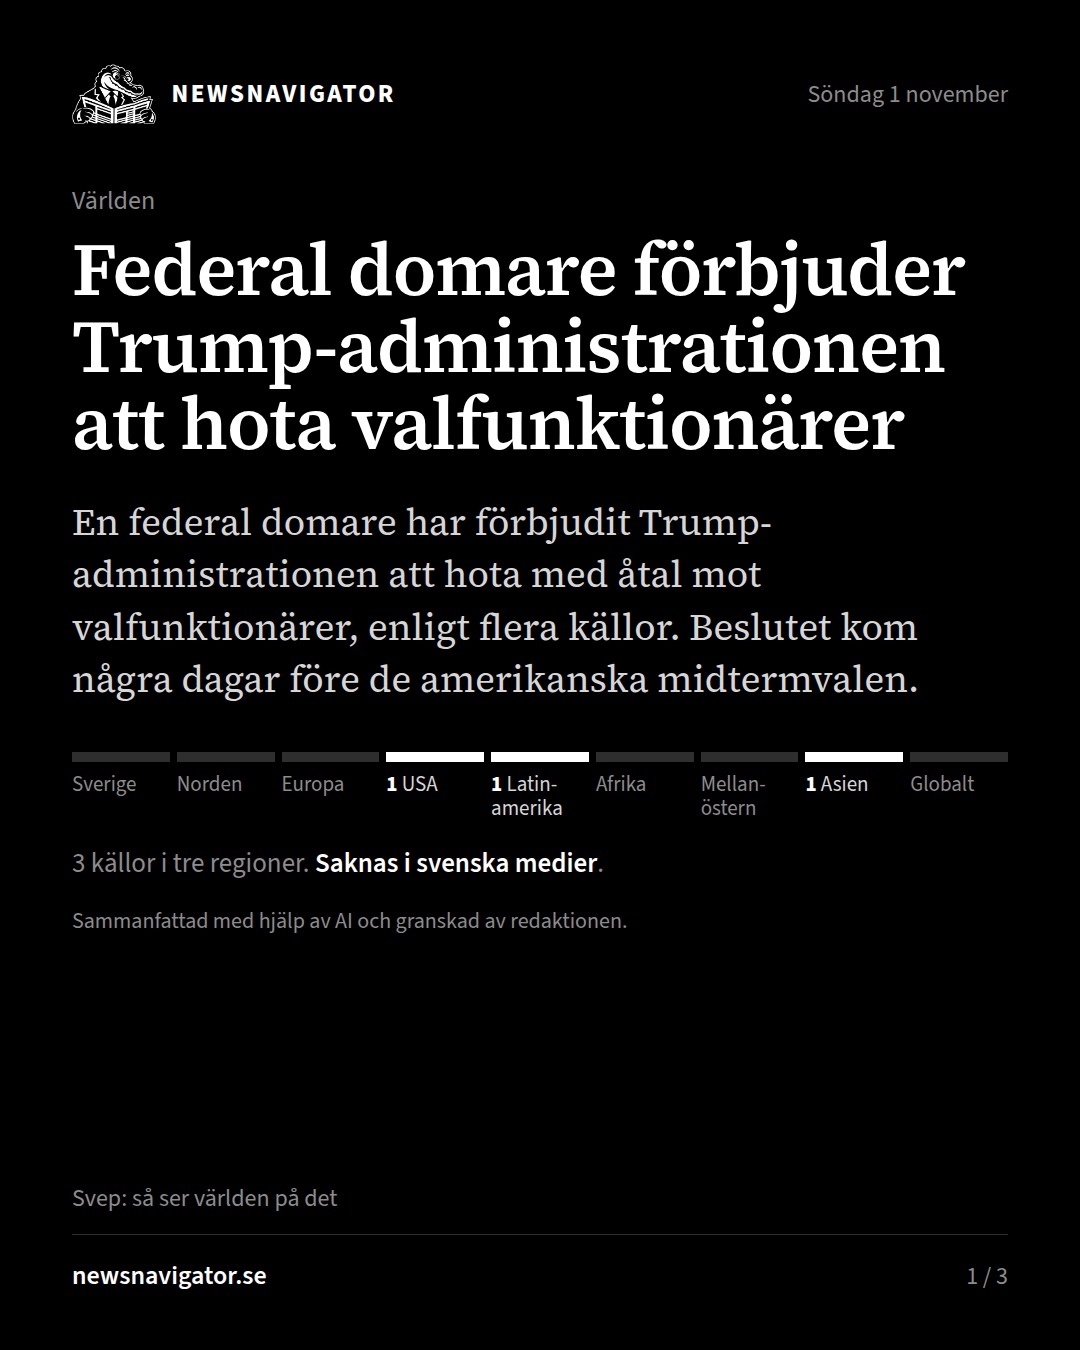 NEWSNAVIGATOR
Söndag 1 november
Världen
Federal domare förbjuder
Trump-administrationen
att hota valfunktionärer
En federal domare har förbjudit Trump-
administrationen att hota med åtal mot
valfunktionärer, enligt flera källor. Beslutet kom
några dagar före de amerikanska midtermvalen.
Sverige
Norden
Europa
1 USA
1 Latin-
amerika
Afrika
Mellan-
östern
1 Asien
Globalt
3 källor i tre regioner. Saknas i svenska medier.
Sammanfattad med hjälp av AI och granskad av redaktionen.
Svep: så ser världen på det
newsnavigator.se
1 / 3